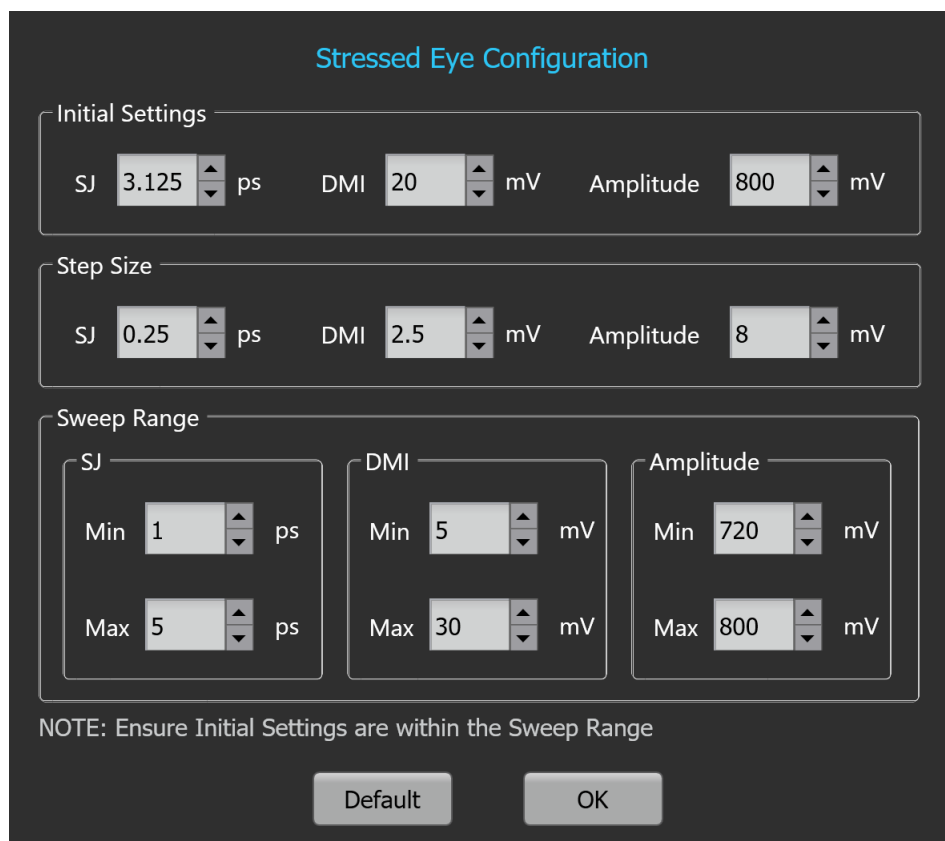 Stressed Eye Configuration
Initial Settings
SJ 3.125 ps DMI 20 mV Amplitude 800 mV
Step Size
SJ 0.25 ps DMI 2.5 mV Amplitude 8 mV
Sweep Range
SJ DMI Amplitude
Min 1 ps Min 5 mV Min 720 mV
Max 5 ps Max 30 mV Max 800 mV
NOTE: Ensure Initial Settings are within the Sweep Range
Default OK